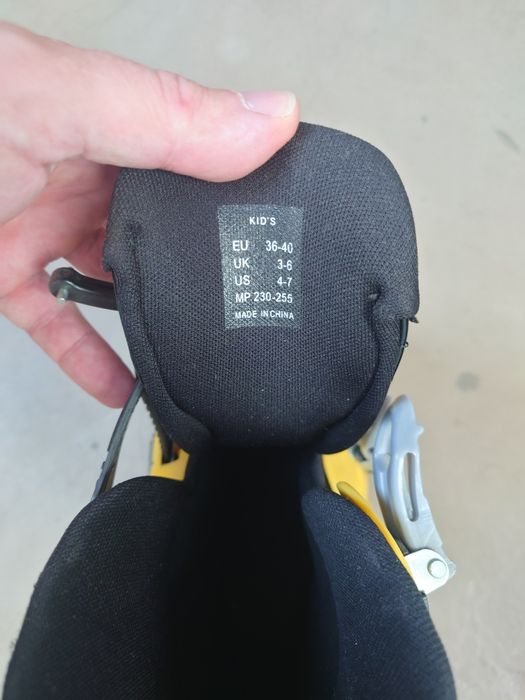 KID'S
EU 36-40
UK 3-6
US 4-7
MP 230-255
MADE IN CHINA